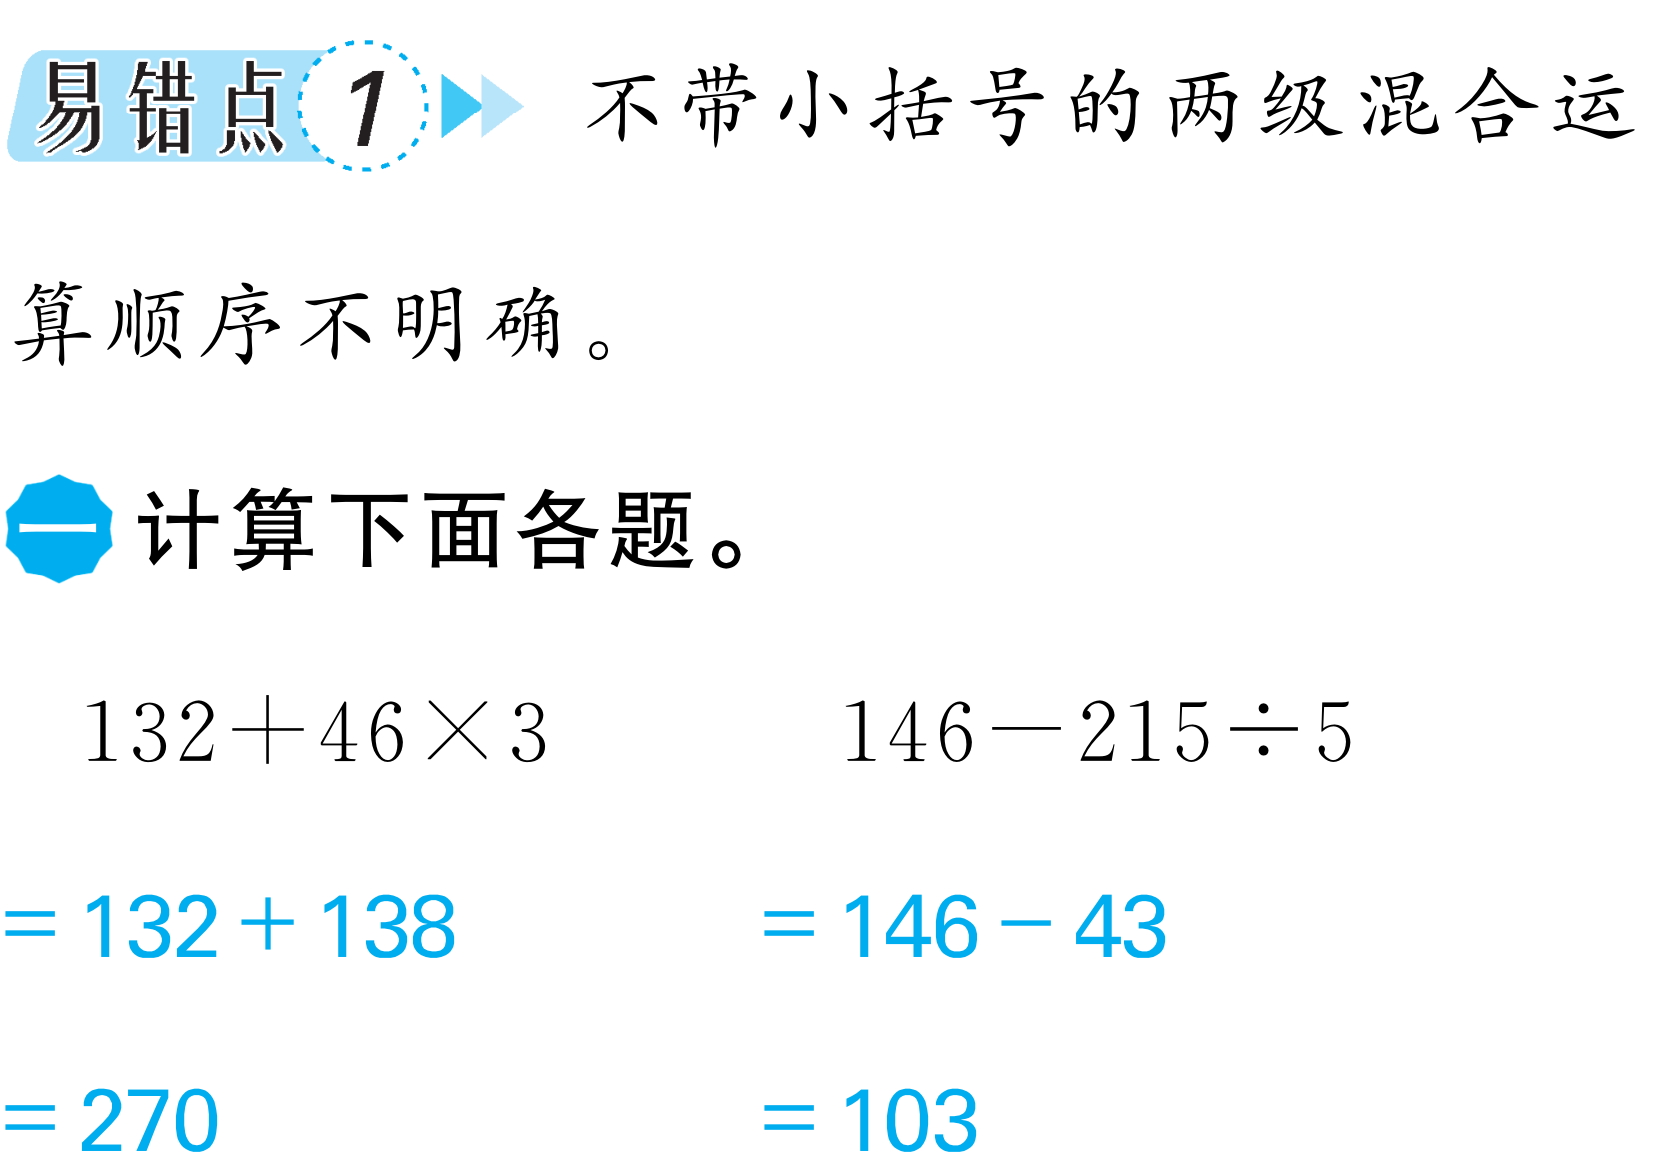 易错点1 不带小括号的两级混合运
算顺序不明确。
一 计算下面各题。
132+46×3 146-215÷5
=132+138 =146-43
=270 =103